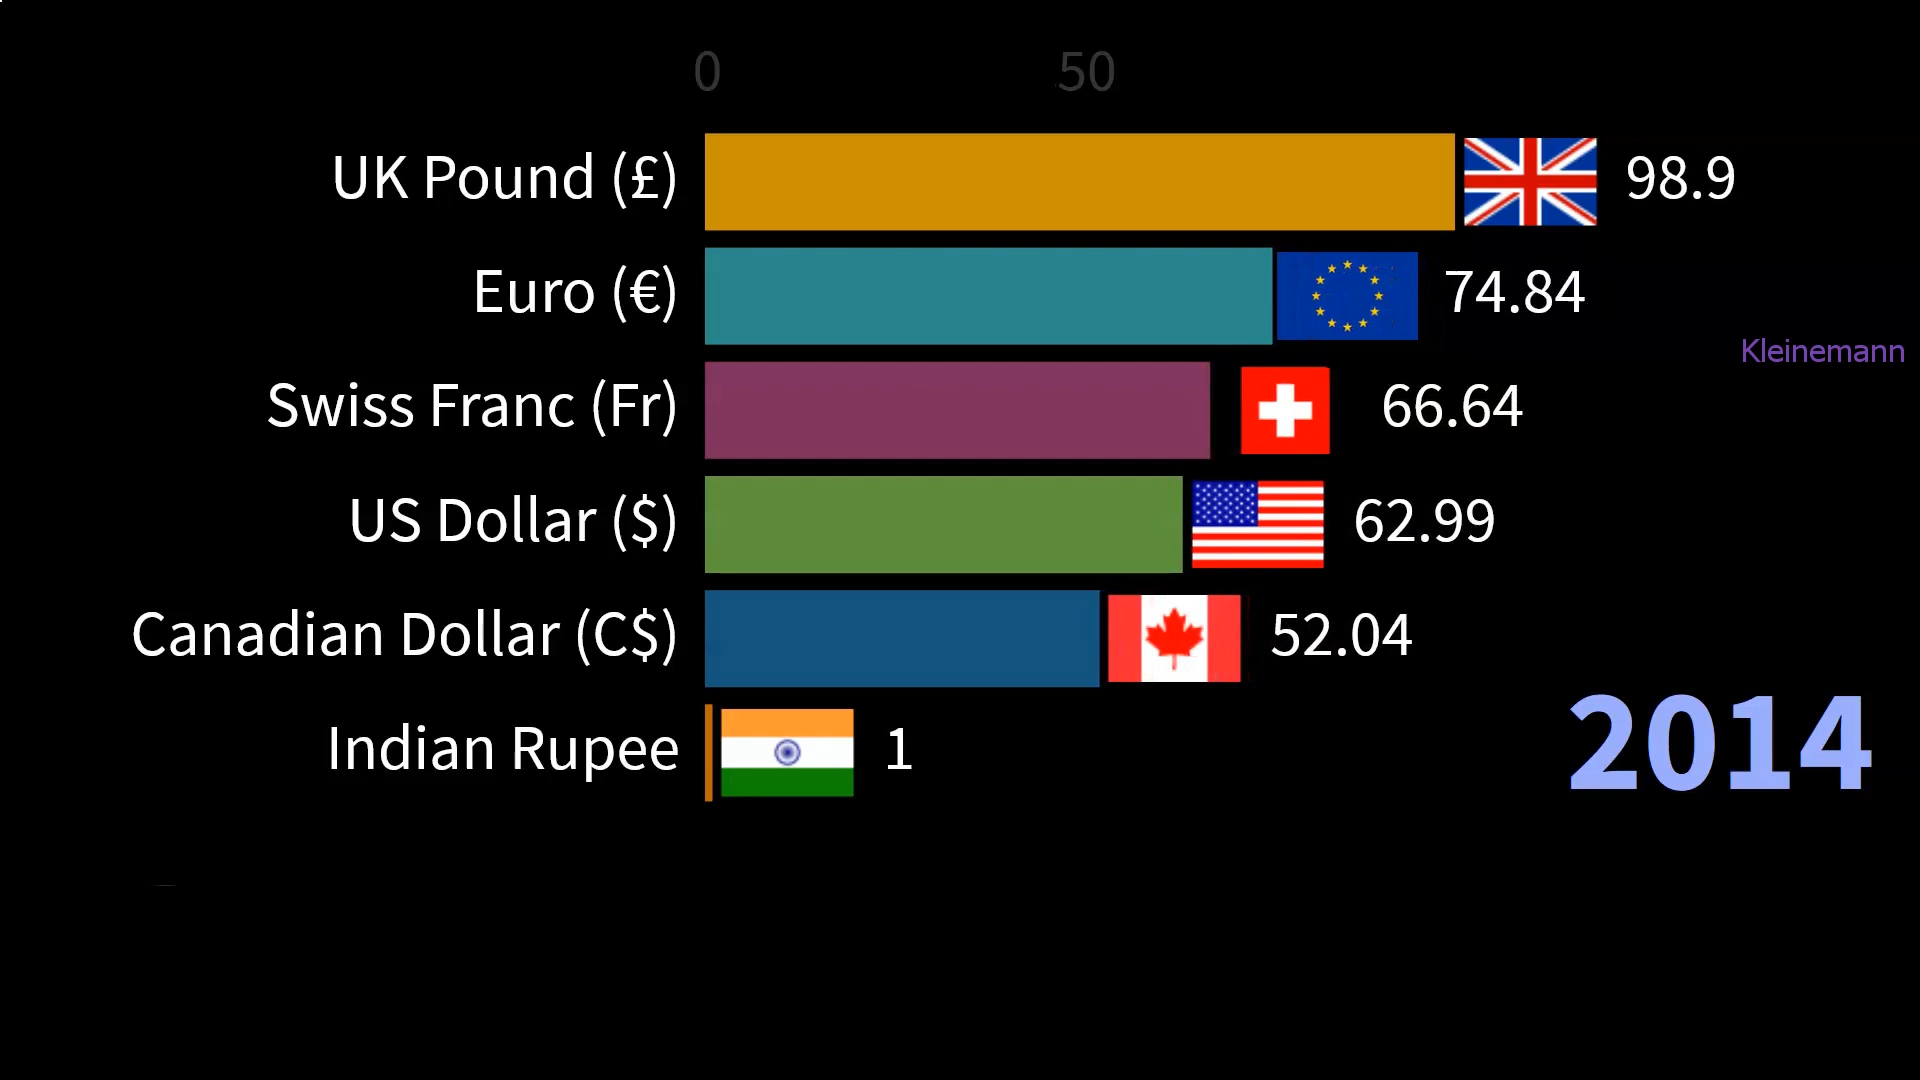 0 50
UK Pound (£) 98.9
Euro (€) 74.84
Kleinemann
Swiss Franc (Fr) 66.64
US Dollar ($) 62.99
Canadian Dollar (C$) 52.04
Indian Rupee 1
2014